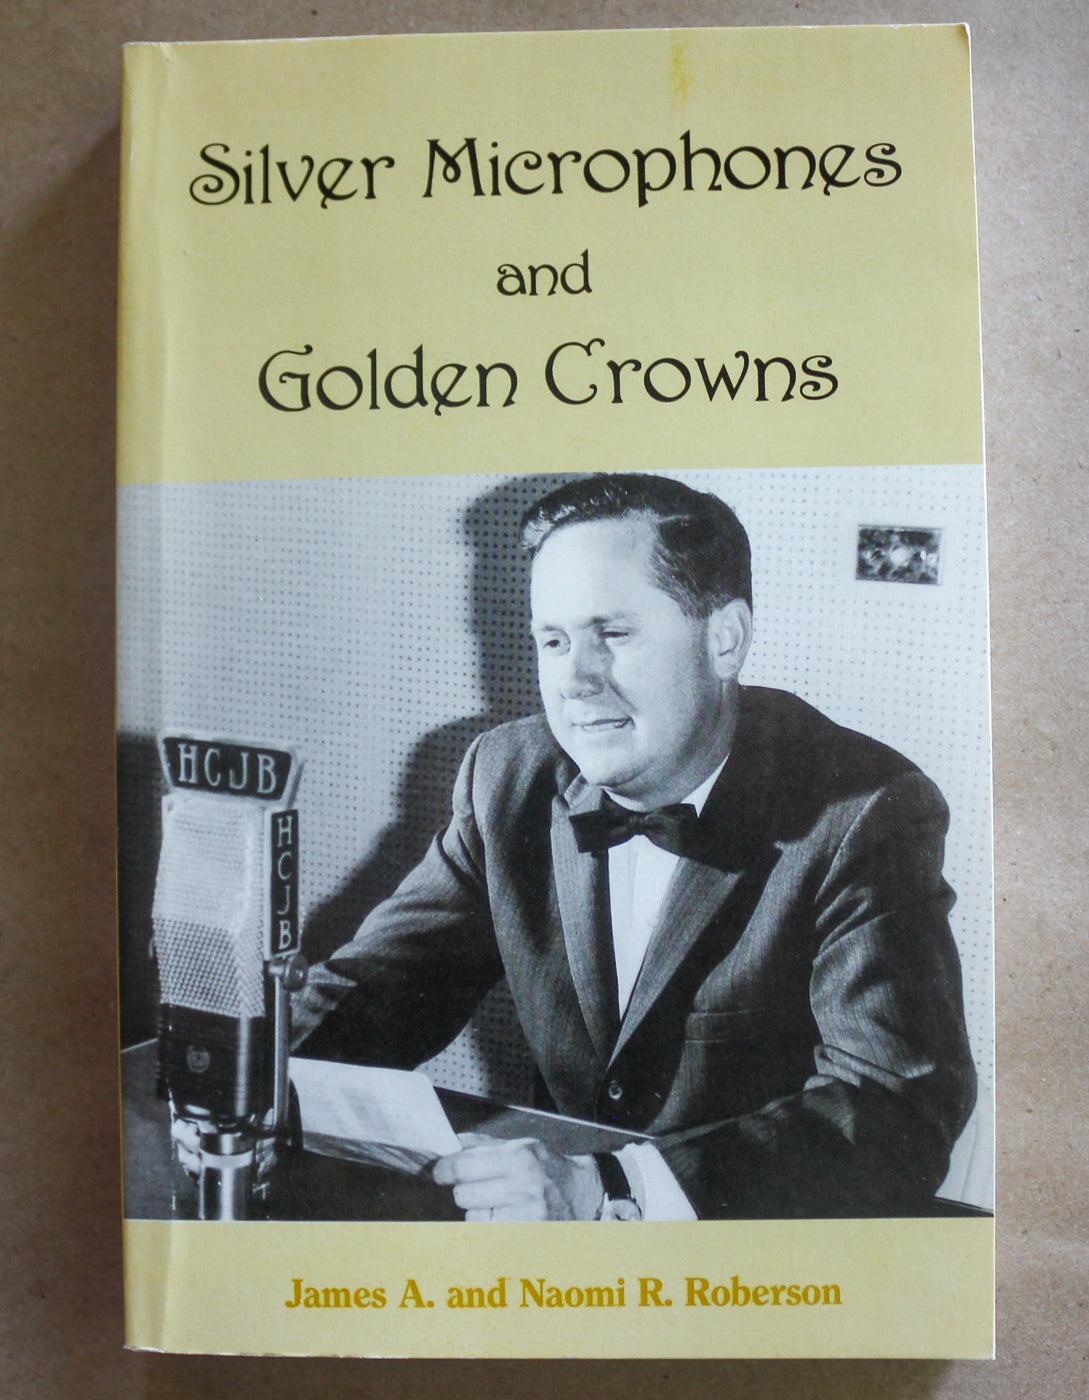 Silver Microphones
and
Golden Crowns
HCJB
HCJB
James A. and Naomi R. Roberson